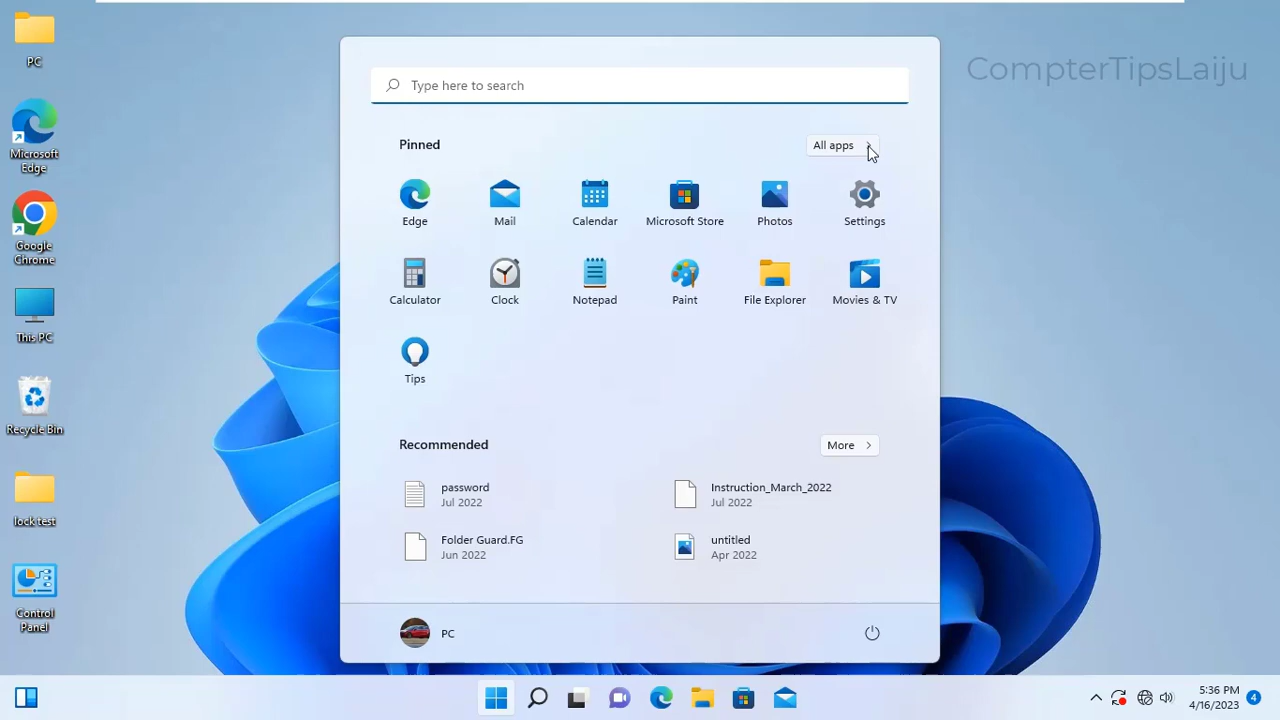 CompterTipsLaiju
PC
Microsoft
Edge
Google
Chrome
This PC
Recycle Bin
lock test
Control
Panel
Type here to search
Pinned
All apps
Edge
Mail
Calendar
Microsoft Store
Photos
Settings
Calculator
Clock
Notepad
Paint
File Explorer
Movies & TV
Tips
Recommended
More
password
Jul 2022
Instruction_March_2022
Jul 2022
Folder Guard.FG
Jun 2022
untitled
Apr 2022
PC
5:36 PM
4/16/2023
4